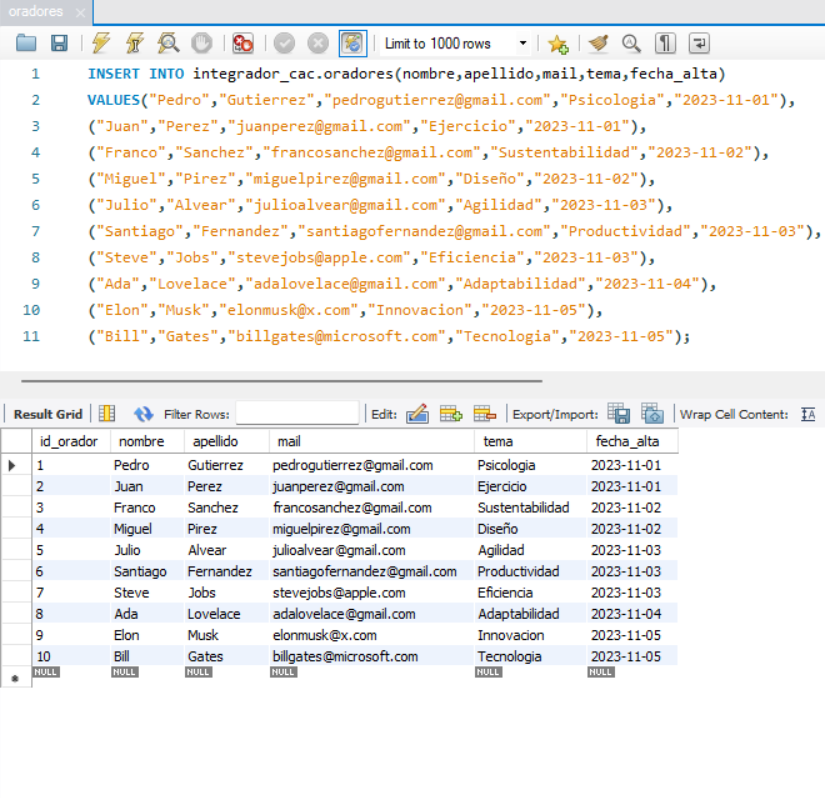 oradores
Limit to 1000 rows
1 INSERT INTO integrador_cac.oradores(nombre,apellido,mail,tema,fecha_alta)
2 VALUES("Pedro","Gutierrez","pedrogutierrez@gmail.com","Psicologia","2023-11-01"),
3 ("Juan","Perez","juanperez@gmail.com","Ejercicio","2023-11-01"),
4 ("Franco","Sanchez","francosanchez@gmail.com","Sustentabilidad","2023-11-02"),
5 ("Miguel","Pirez","miguelpirez@gmail.com","Diseño","2023-11-02"),
6 ("Julio","Alvear","julioalvear@gmail.com","Agilidad","2023-11-03"),
7 ("Santiago","Fernandez","santiagofernandez@gmail.com","Productividad","2023-11-03"),
8 ("Steve","Jobs","stevejobs@apple.com","Eficiencia","2023-11-03"),
9 ("Ada","Lovelace","adalovelace@gmail.com","Adaptabilidad","2023-11-04"),
10 ("Elon","Musk","elonmusk@x.com","Innovacion","2023-11-05"),
11 ("Bill","Gates","billgates@microsoft.com","Tecnologia","2023-11-05");
Result Grid Filter Rows: Edit: Export/Import: Wrap Cell Content: IA
id_orador nombre apellido mail tema fecha_alta
1 Pedro Gutierrez pedrogutierrez@gmail.com Psicologia 2023-11-01
2 Juan Perez juanperez@gmail.com Ejercicio 2023-11-01
3 Franco Sanchez francosanchez@gmail.com Sustentabilidad 2023-11-02
4 Miguel Pirez miguelpirez@gmail.com Diseño 2023-11-02
5 Julio Alvear julioalvear@gmail.com Agilidad 2023-11-03
6 Santiago Fernandez santiagofernandez@gmail.com Productividad 2023-11-03
7 Steve Jobs stevejobs@apple.com Eficiencia 2023-11-03
8 Ada Lovelace adalovelace@gmail.com Adaptabilidad 2023-11-04
9 Elon Musk elonmusk@x.com Innovacion 2023-11-05
10 Bill Gates billgates@microsoft.com Tecnologia 2023-11-05
NULL NULL NULL NULL NULL NULL